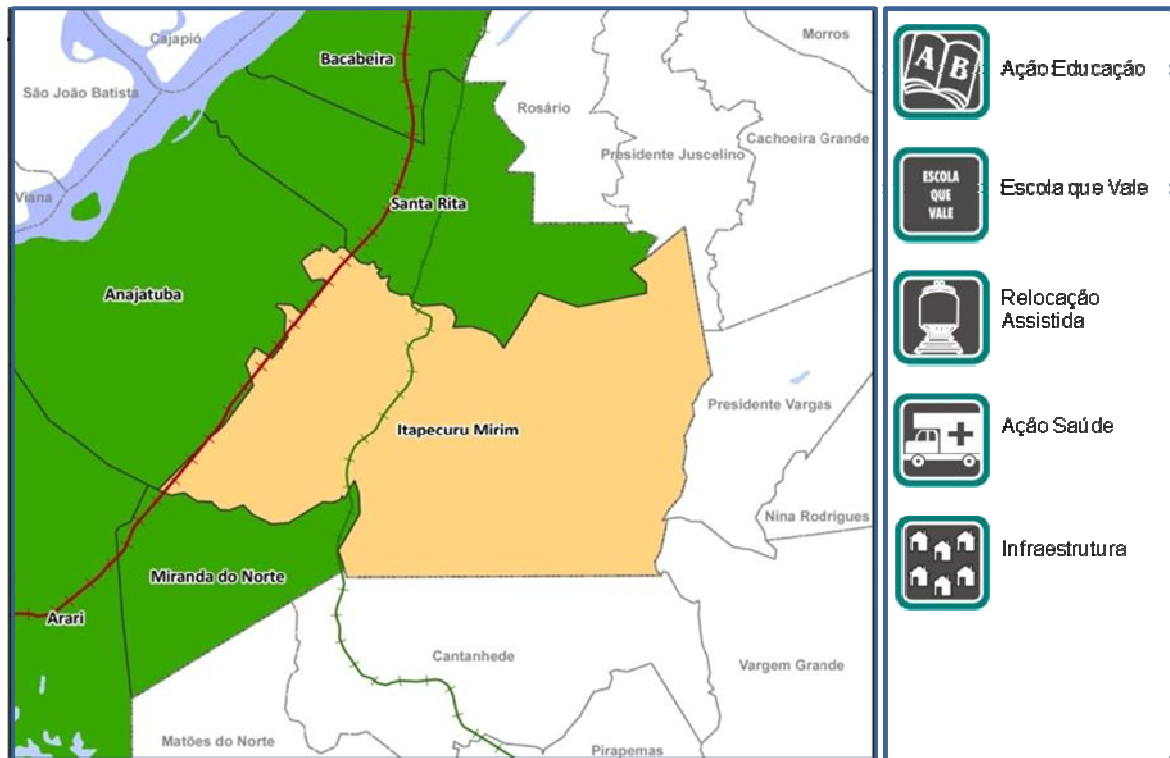 Cajapió
Morros
Bacabeira
São João Batista
Rosário
Cachoeira Grande
Presidente Juscelino
Viana
Santa Rita
Anajatuba
Presidente Vargas
Itapecuru Mirim
Nina Rodrigues
Miranda do Norte
Arari
Cantanhede
Vargem Grande
Matões do Norte
Pirapemas
A B
Ação Educação
ESCOLA
QUE
VALE
Escola que Vale
Relocação
Assistida
Ação Saúde
Infraestrutura